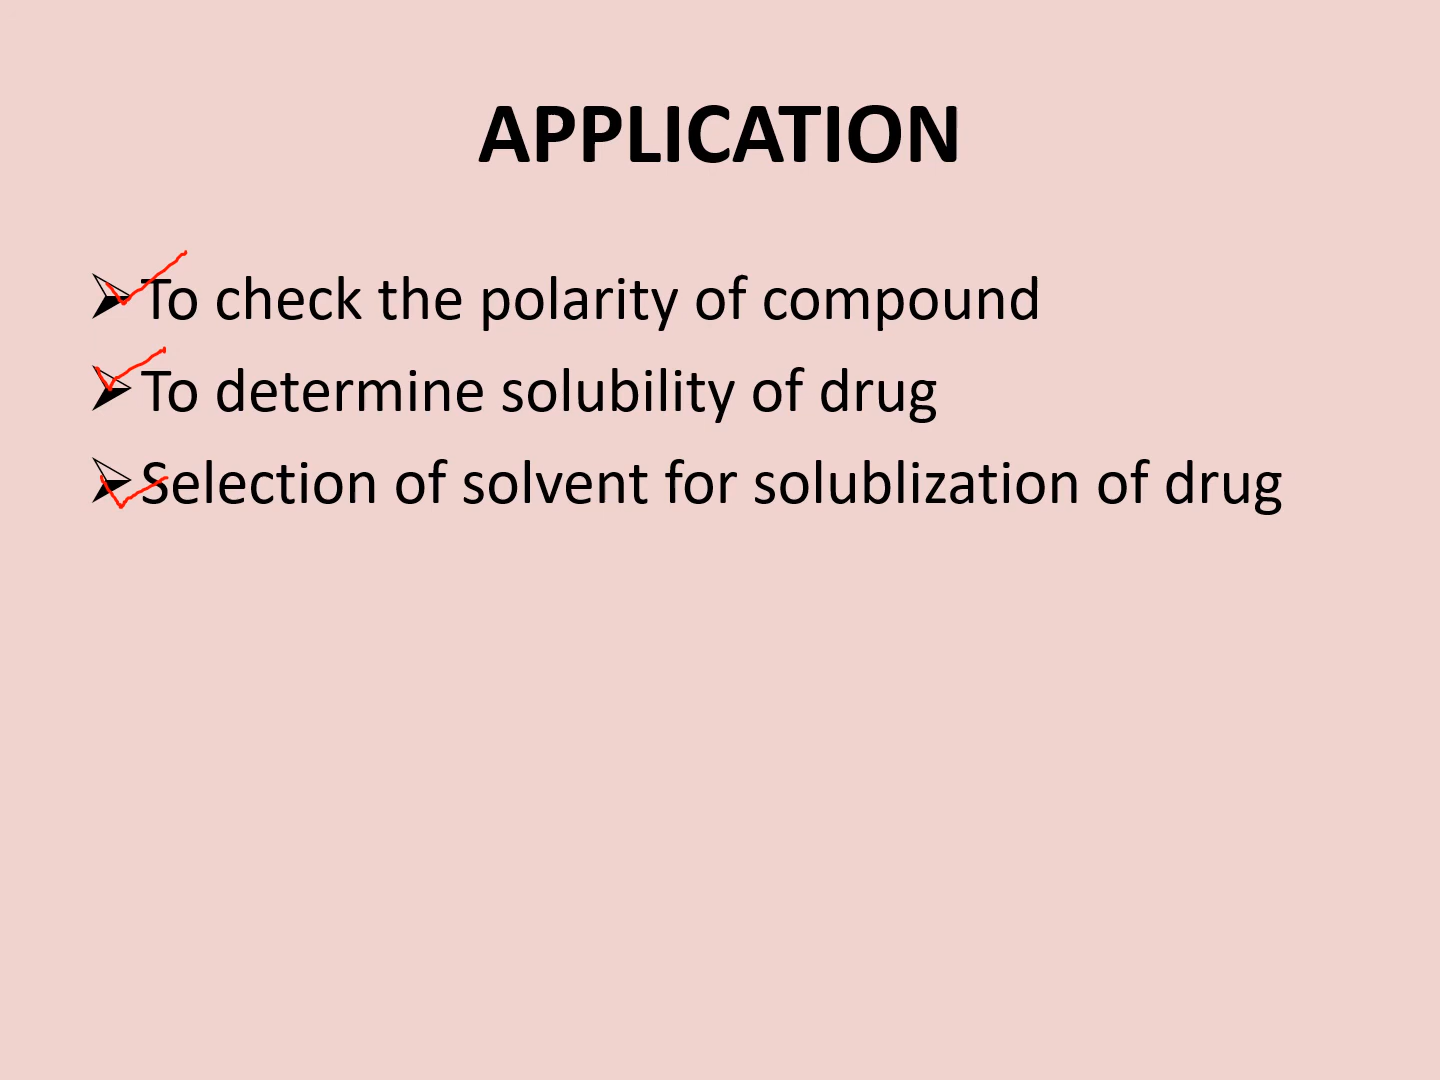 APPLICATION
To check the polarity of compound
To determine solubility of drug
Selection of solvent for solublization of drug